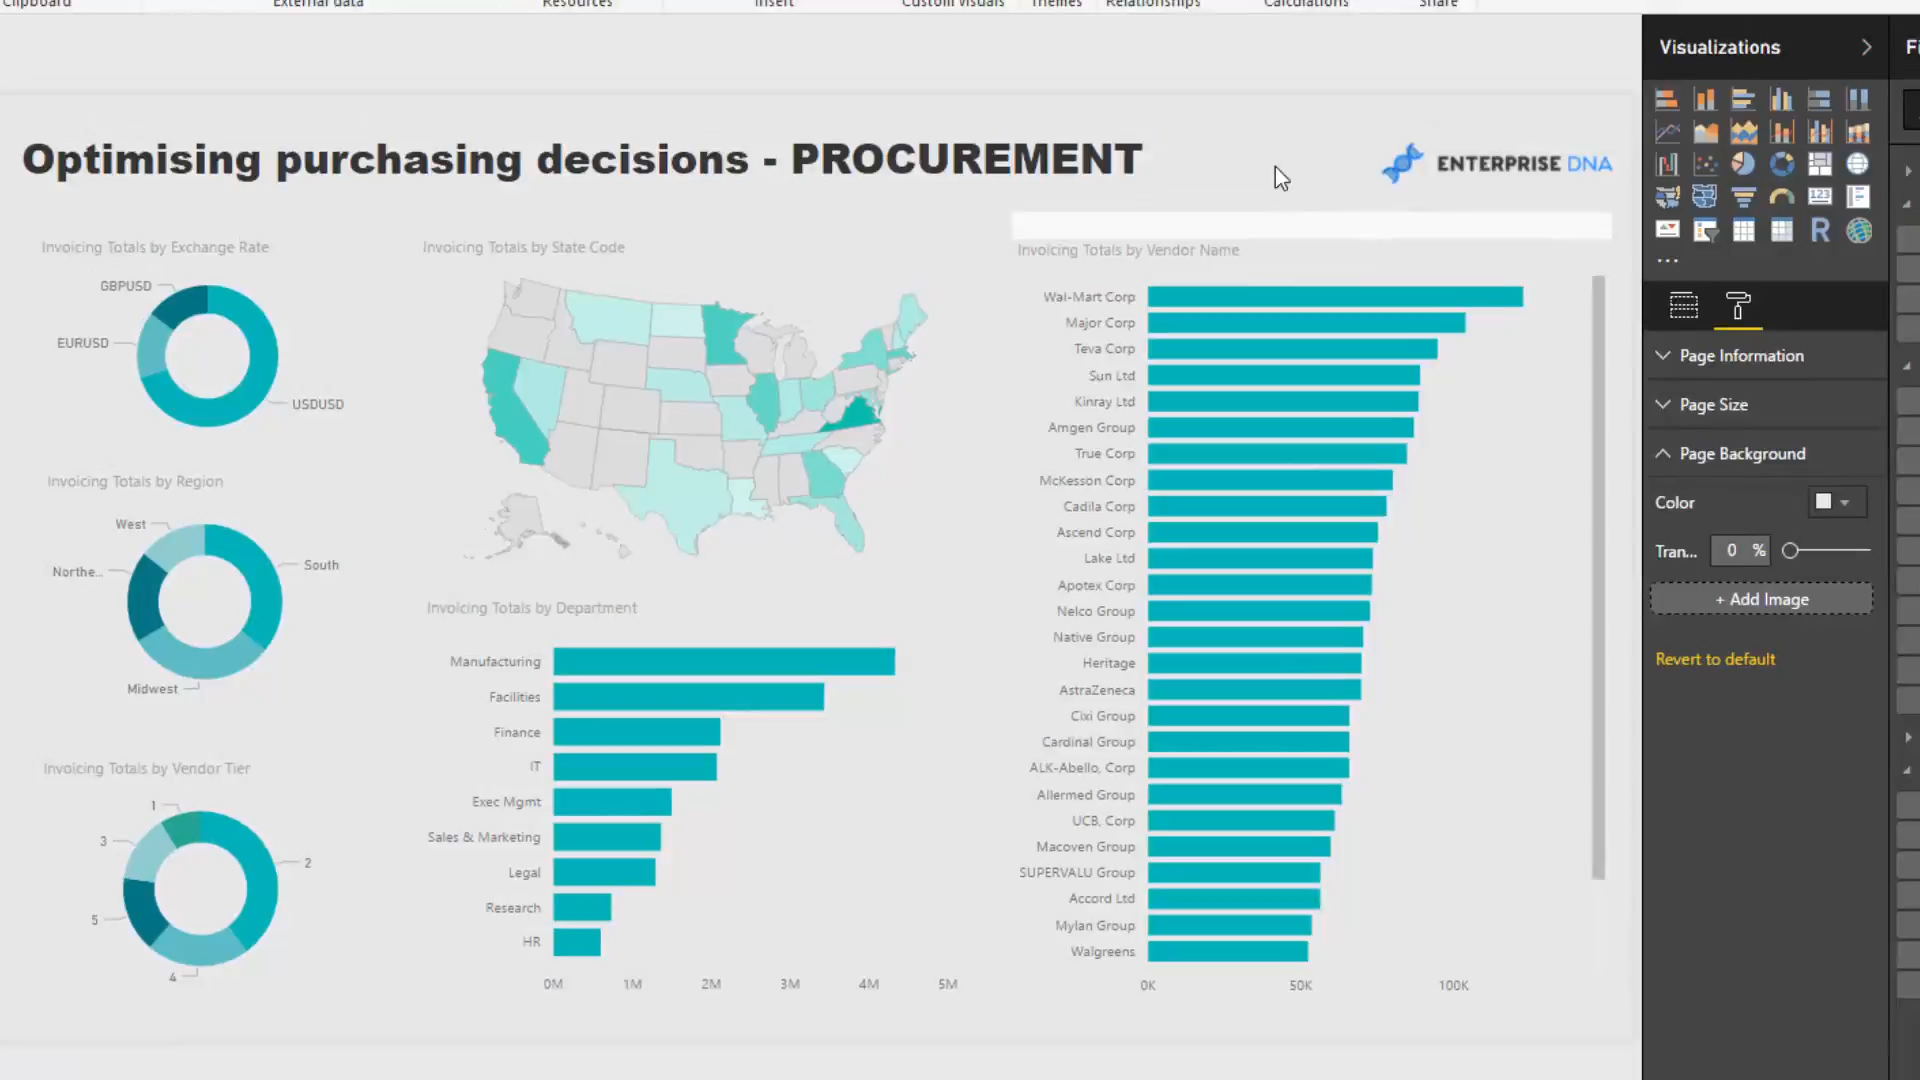 Clipboard
External data
Resources
Insert
Custom visuals
Themes
Relationships
Calculations
Share
Visualizations
Optimising purchasing decisions - PROCUREMENT
ENTERPRISE DNA
Invoicing Totals by Exchange Rate
GBPUSD
EURUSD
USDUSD
Invoicing Totals by Region
West
Northe..
South
Midwest
Invoicing Totals by Vendor Tier
1
3
2
5
4
Invoicing Totals by State Code
Invoicing Totals by Department
Manufacturing
Facilities
Finance
IT
Exec Mgmt
Sales & Marketing
Legal
Research
HR
0M 1M 2M 3M 4M 5M
Invoicing Totals by Vendor Name
Wal-Mart Corp
Major Corp
Teva Corp
Sun Ltd
Kinray Ltd
Amgen Group
True Corp
McKesson Corp
Cadila Corp
Ascend Corp
Lake Ltd
Apotex Corp
Nelco Group
Native Group
Heritage
AstraZeneca
Cixi Group
Cardinal Group
ALK-Abello, Corp
Allermed Group
UCB, Corp
Macoven Group
SUPERVALU Group
Accord Ltd
Mylan Group
Walgreens
0K 50K 100K
123
R
...
Page Information
Page Size
Page Background
Color
Tran... 0 %
+ Add Image
Revert to default